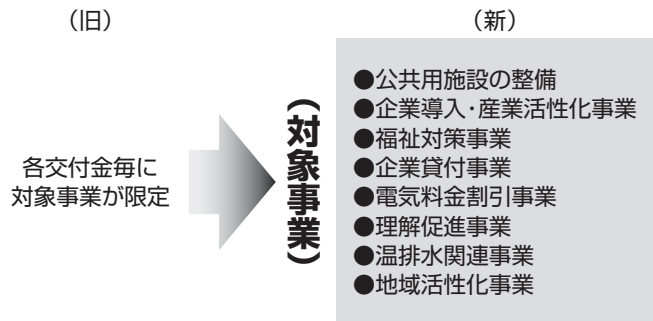 （旧）
各交付金毎に
対象事業が限定
（対象事業）
（新）
●公共用施設の整備
●企業導入・産業活性化事業
●福祉対策事業
●企業貸付事業
●電気料金割引事業
●理解促進事業
●温排水関連事業
●地域活性化事業